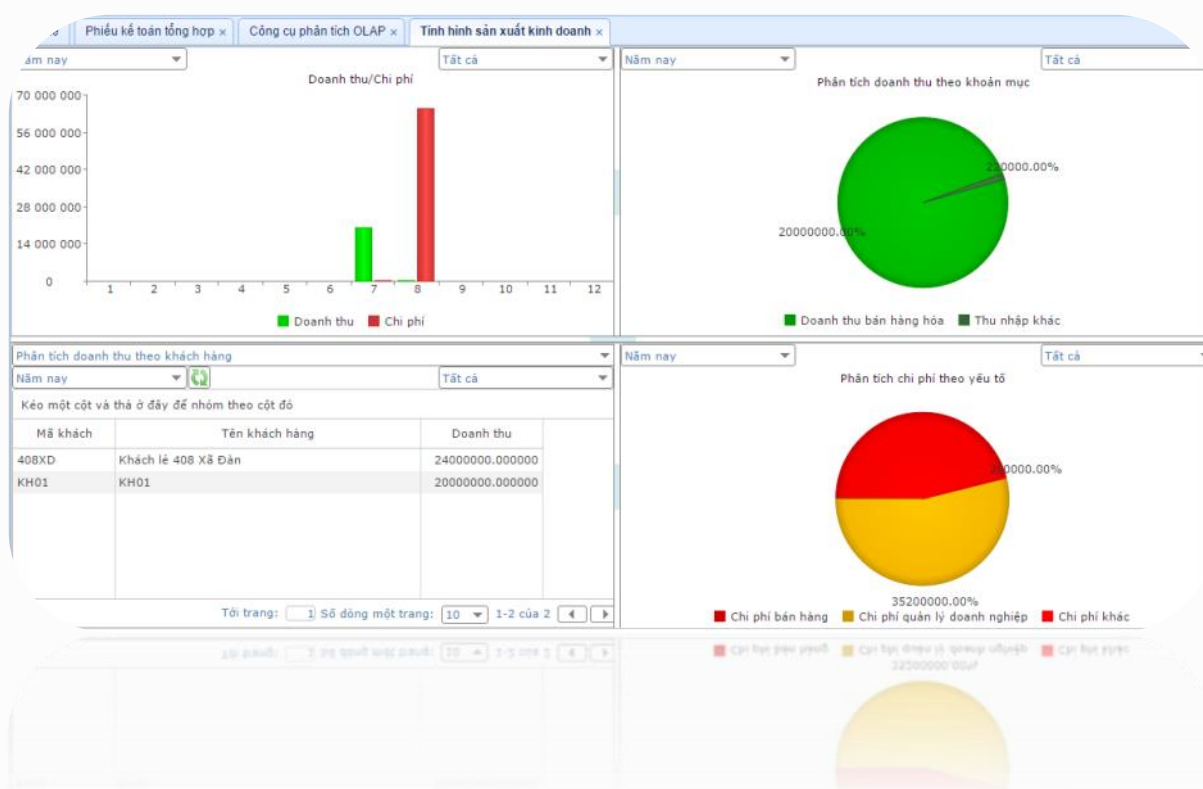 Phiếu kế toán tổng hợp × Công cụ phân tích OLAP × Tình hình sản xuất kinh doanh ×
năm nay Tất cả
Doanh thu/Chi phí
70 000 000
56 000 000
42 000 000
28 000 000
14 000 000
0
1 2 3 4 5 6 7 8 9 10 11 12
Doanh thu Chi phí
Năm nay Tất cả
Phân tích doanh thu theo khoản mục
220000.00%
20000000.00%
Doanh thu bán hàng hóa Thu nhập khác
Phân tích doanh thu theo khách hàng
Năm nay Tất cả
Kéo một cột và thả ở đây để nhóm theo cột đó
Mã khách Tên khách hàng Doanh thu
408XD Khách lẻ 408 Xã Đàn 24000000.000000
KH01 KH01 20000000.000000
Tới trang: 1 Số dòng một trang: 10 1-2 của 2
Năm nay Tất cả
Phân tích chi phí theo yếu tố
0000.00%
35200000.00%
Chi phí bán hàng Chi phí quản lý doanh nghiệp Chi phí khác